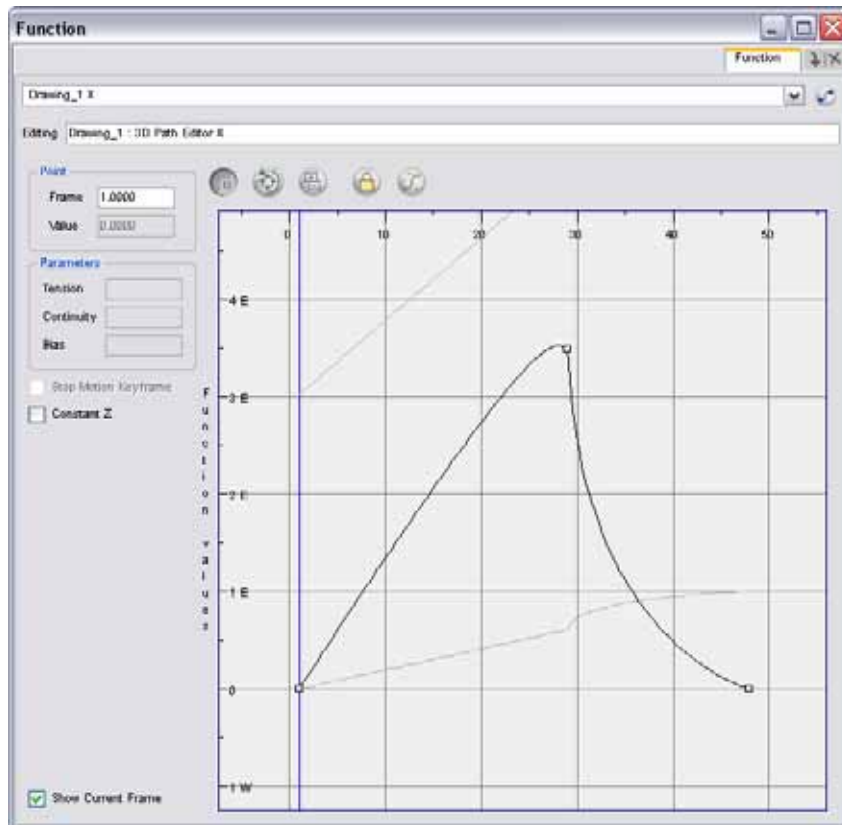 Function
Function
Drawing_1 X
Editing Drawing_1 : 3D Path Editor X
Point
Frame 1.0000
Value 0.0000
Parameters
Tension
Continuity
Bias
Stop Motion Keyframe
Constant Z
Show Current Frame
Function values
0 10 20 30 40 50
4 E
3 E
2 E
1 E
0
1 W